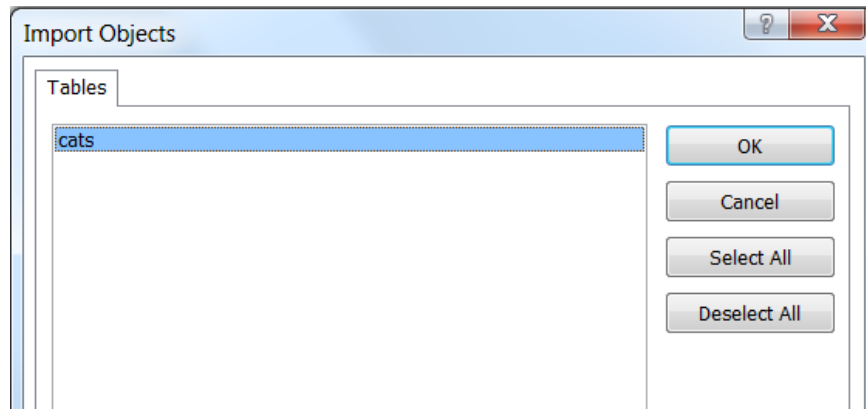 Import Objects
?
X
Tables
cats
OK
Cancel
Select All
Deselect All